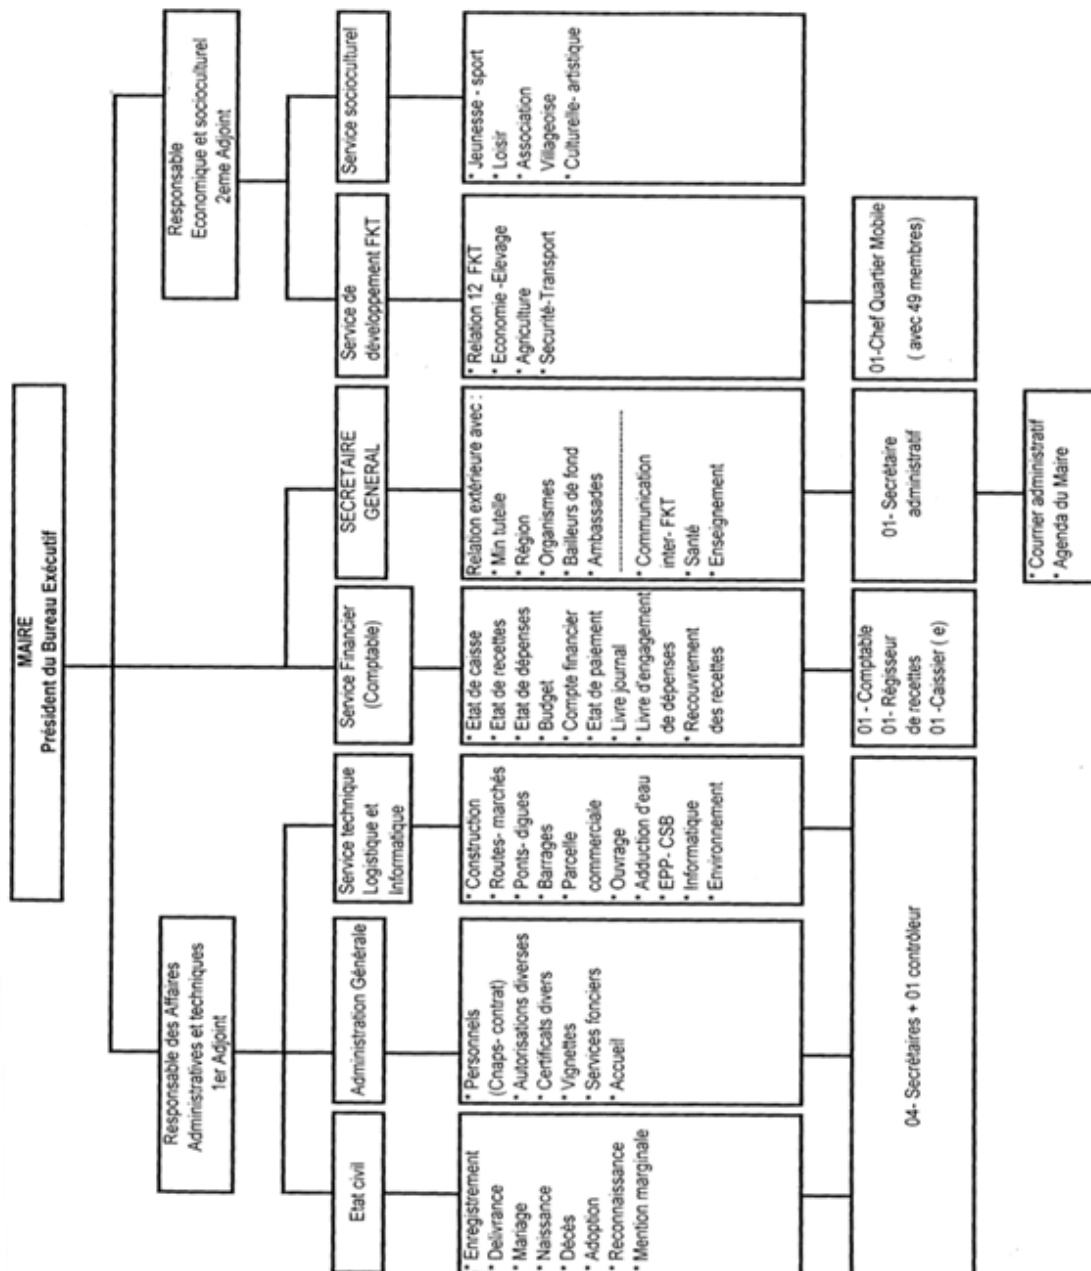 MAIRE
Président du Bureau Exécutif
Responsable des Affaires
Administratives et techniques
1er Adjoint
Responsable
Economique et socioculturel
2eme Adjoint
Etat civil
Administration Générale
Service technique
Logistique et
Informatique
Service Financier
(Comptable)
SECRETAIRE
GENERAL
Service de
développement FKT
Service socioculturel
* Enregistrement
* Delivrance
* Mariage
* Naissance
* Décès
* Adoption
* Reconnaissance
* Mention marginale
* Personnels
(Cnaps- contrat)
* Autorisations diverses
* Certificats divers
* Vignettes
* Services fonciers
* Accueil
* Construction
* Routes- marchés
* Ponts- digues
* Barrages
* Parcelle
commerciale
* Ouvrage
* Adduction d'eau
* EPP- CSB
* Informatique
* Environnement
* Etat de caisse
* Etat de recettes
* Etat de dépenses
* Budget
* Compte financier
* Etat de paiement
* Livre journal
* Livre d'engagement
de dépenses
* Recouvrement
des recettes
Relation extérieure avec :
* Min tutelle
* Région
* Organismes
* Bailleurs de fond
* Ambassades
* Communication
inter- FKT
* Santé
* Enseignement
* Relation 12 FKT
* Economie -Elevage
* Agriculture
* Securité-Transport
* Jeunesse - sport
* Loisir
* Association
Villageoise
* Culturelle- artistique
04- Secrétaires + 01 contrôleur
01 - Comptable
01- Régisseur
de recettes
01 -Caissier ( e)
01- Secrétaire
administratif
01-Chef Quartier Mobile
( avec 49 membres)
* Courrier administratif
* Agenda du Maire